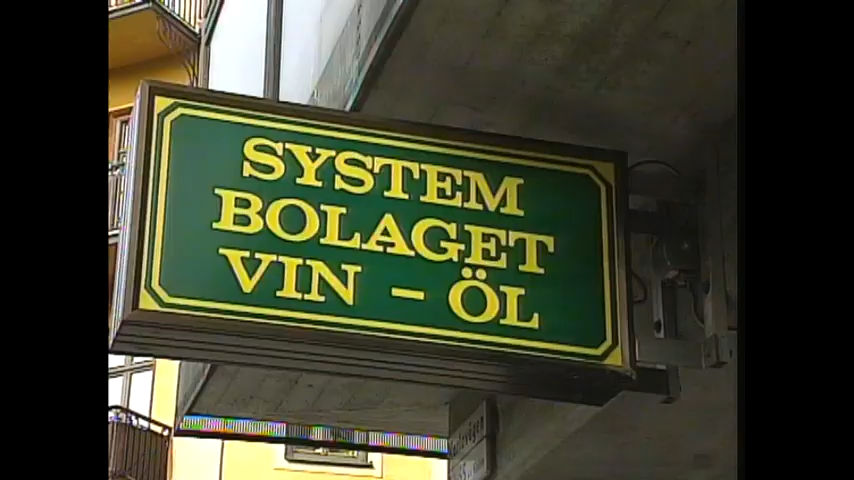 SYSTEM
BOLAGET
VIN – ÖL